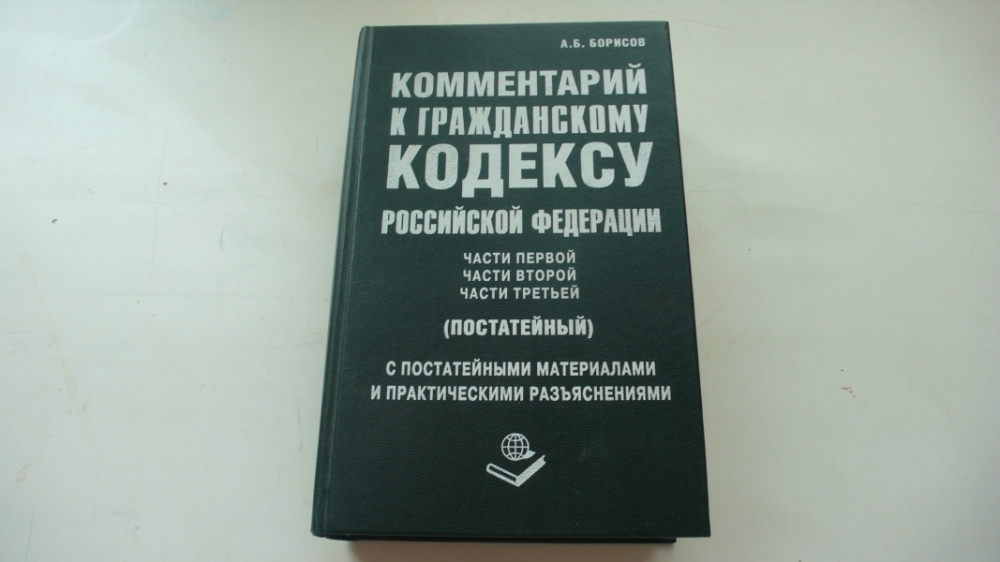 А.Б. БОРИСОВ
КОММЕНТАРИЙ
К ГРАЖДАНСКОМУ
КОДЕКСУ
РОССИЙСКОЙ ФЕДЕРАЦИИ
ЧАСТИ ПЕРВОЙ
ЧАСТИ ВТОРОЙ
ЧАСТИ ТРЕТЬЕЙ
(ПОСТАТЕЙНЫЙ)
С ПОСТАТЕЙНЫМИ МАТЕРИАЛАМИ
И ПРАКТИЧЕСКИМИ РАЗЪЯСНЕНИЯМИ